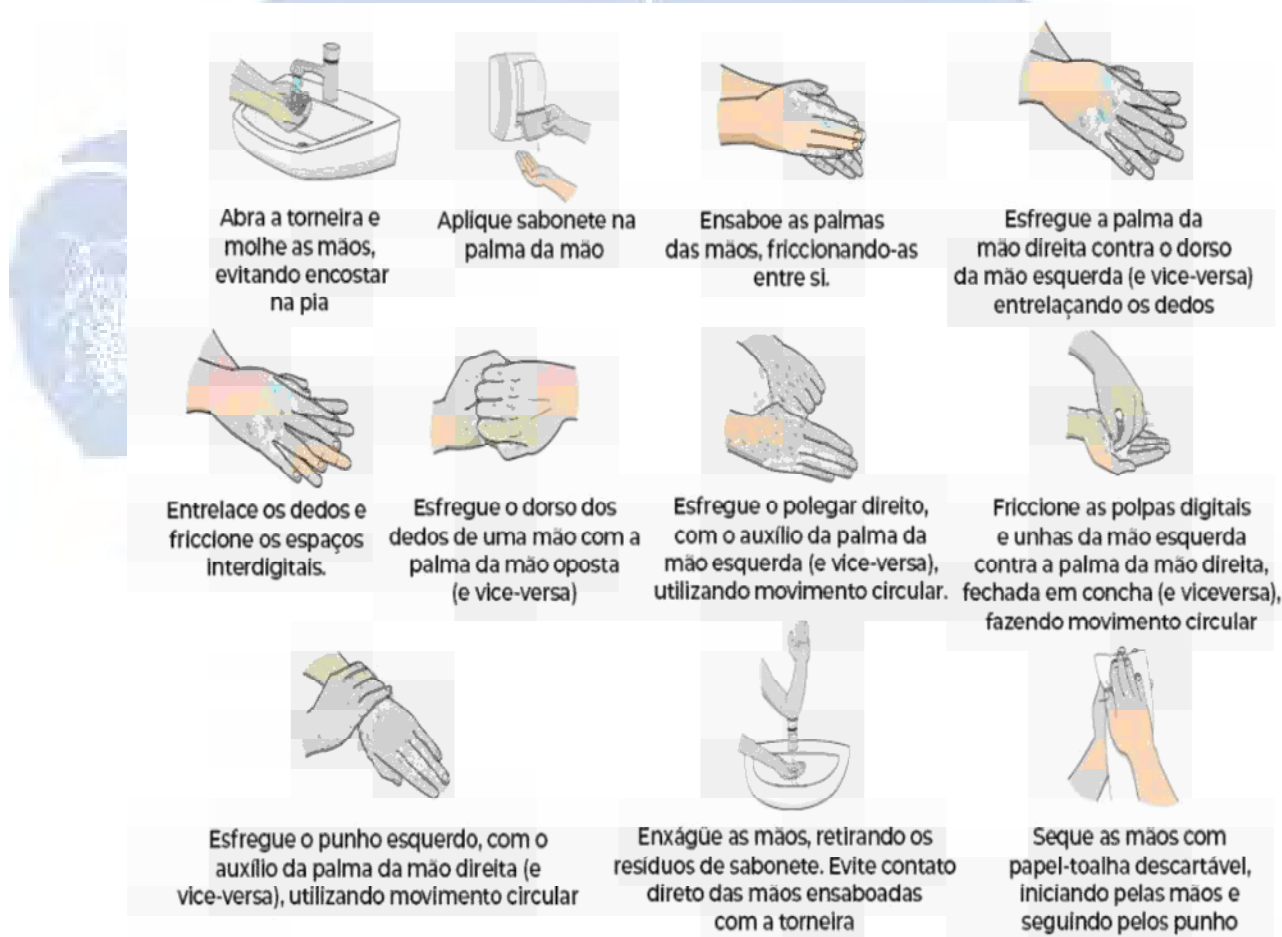 Abra a torneira e
molhe as mãos,
evitando encostar
na pia
Aplique sabonete na
palma da mão
Ensaboe as palmas
das mãos, friccionando-as
entre si.
Esfregue a palma da
mão direita contra o dorso
da mão esquerda (e vice-versa)
entrelaçando os dedos
Entrelace os dedos e
friccione os espaços
interdigitais.
Esfregue o dorso dos
dedos de uma mão com a
palma da mão oposta
(e vice-versa)
Esfregue o polegar direito,
com o auxílio da palma da
mão esquerda (e vice-versa),
utilizando movimento circular.
Friccione as polpas digitais
e unhas da mão esquerda
contra a palma da mão direita,
fechada em concha (e viceversa),
fazendo movimento circular
Esfregue o punho esquerdo, com o
auxílio da palma da mão direita (e
vice-versa), utilizando movimento circular
Enxágüe as mãos, retirando os
resíduos de sabonete. Evite contato
direto das mãos ensaboadas
com a torneira
Seque as mãos com
papel-toalha descartável,
iniciando pelas mãos e
seguindo pelos punho